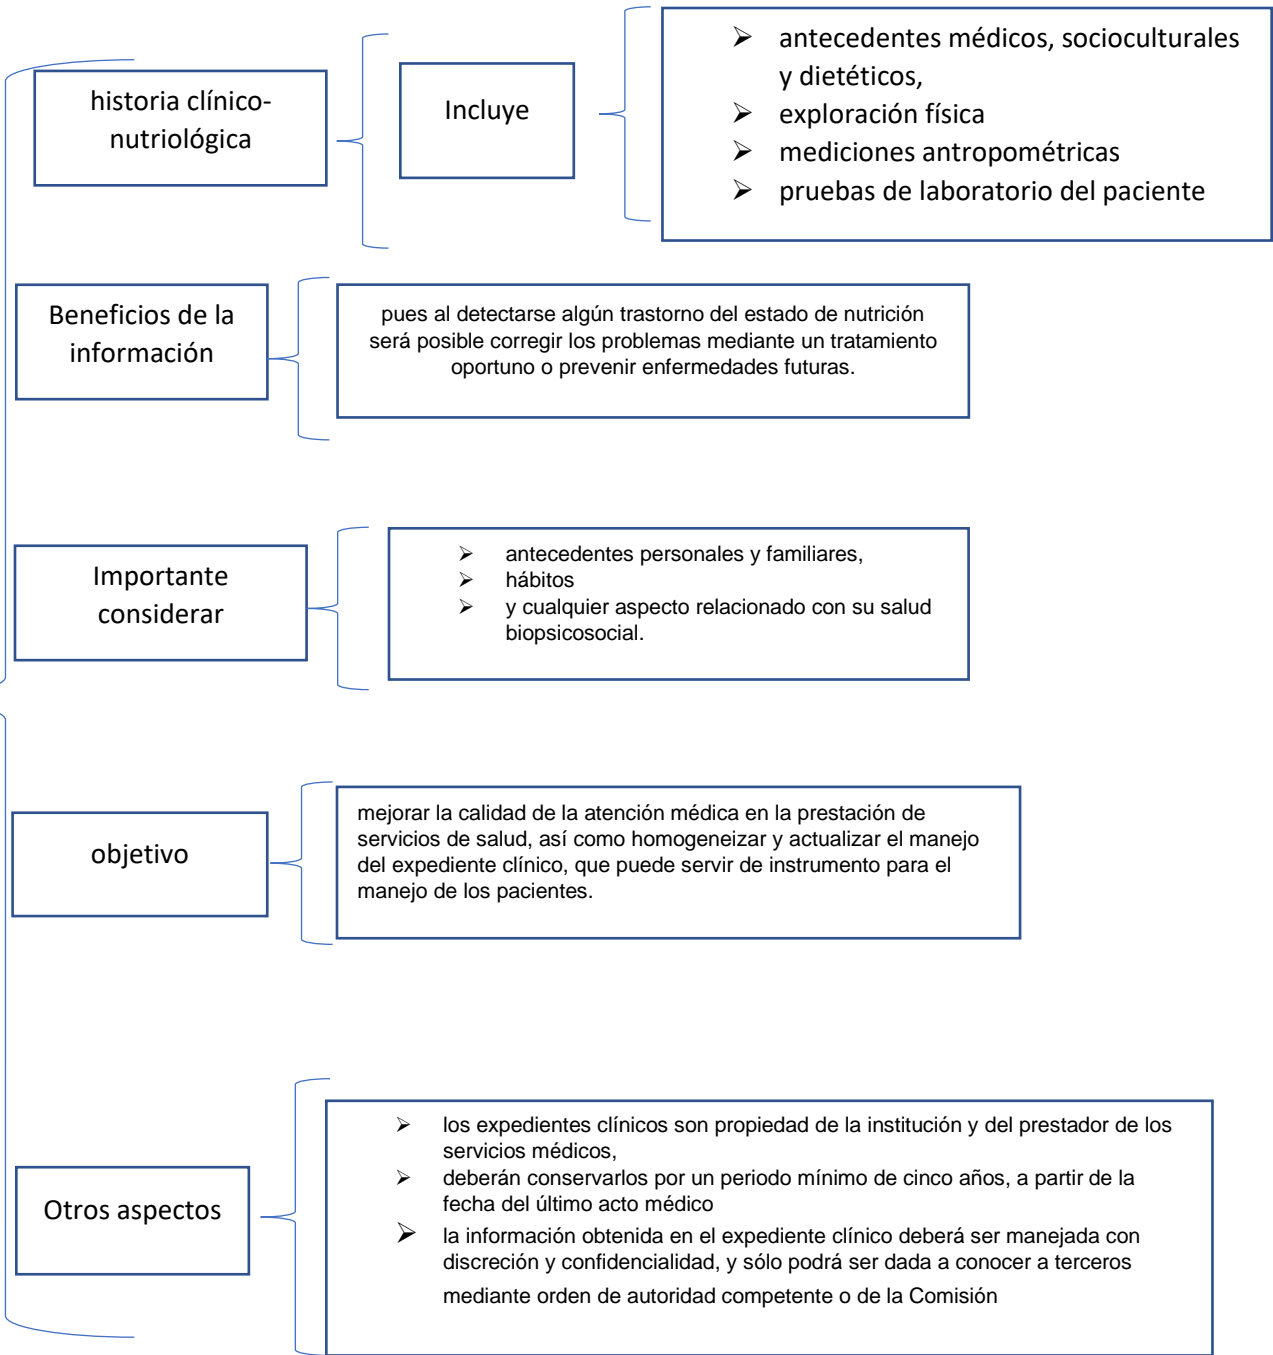 historia clínico-
nutriológica
Incluye
➢ antecedentes médicos, socioculturales
y dietéticos,
➢ exploración física
➢ mediciones antropométricas
➢ pruebas de laboratorio del paciente
Beneficios de la
información
pues al detectarse algún trastorno del estado de nutrición
será posible corregir los problemas mediante un tratamiento
oportuno o prevenir enfermedades futuras.
Importante
considerar
➢ antecedentes personales y familiares,
➢ hábitos
➢ y cualquier aspecto relacionado con su salud
biopsicosocial.
objetivo
mejorar la calidad de la atención médica en la prestación de
servicios de salud, así como homogeneizar y actualizar el manejo
del expediente clínico, que puede servir de instrumento para el
manejo de los pacientes.
Otros aspectos
➢ los expedientes clínicos son propiedad de la institución y del prestador de los
servicios médicos,
➢ deberán conservarlos por un periodo mínimo de cinco años, a partir de la
fecha del último acto médico
➢ la información obtenida en el expediente clínico deberá ser manejada con
discreción y confidencialidad, y sólo podrá ser dada a conocer a terceros
mediante orden de autoridad competente o de la Comisión